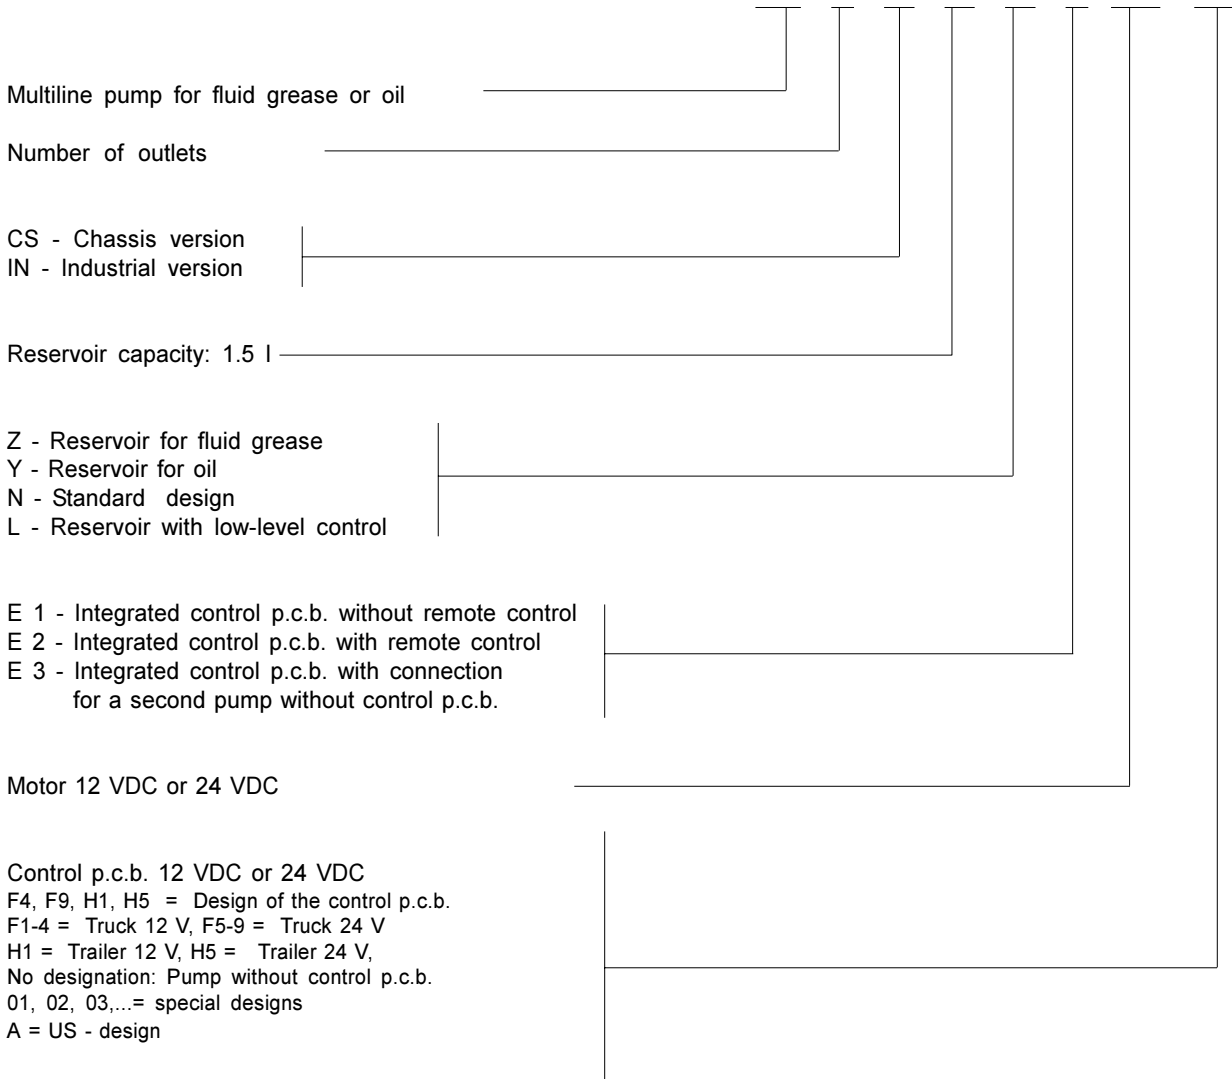 Multiline pump for fluid grease or oil
Number of outlets
CS - Chassis version
IN - Industrial version
Reservoir capacity: 1.5 l
Z - Reservoir for fluid grease
Y - Reservoir for oil
N - Standard design
L - Reservoir with low-level control
E 1 - Integrated control p.c.b. without remote control
E 2 - Integrated control p.c.b. with remote control
E 3 - Integrated control p.c.b. with connection
for a second pump without control p.c.b.
Motor 12 VDC or 24 VDC
Control p.c.b. 12 VDC or 24 VDC
F4, F9, H1, H5 = Design of the control p.c.b.
F1-4 = Truck 12 V, F5-9 = Truck 24 V
H1 = Trailer 12 V, H5 = Trailer 24 V,
No designation: Pump without control p.c.b.
01, 02, 03,...= special designs
A = US - design